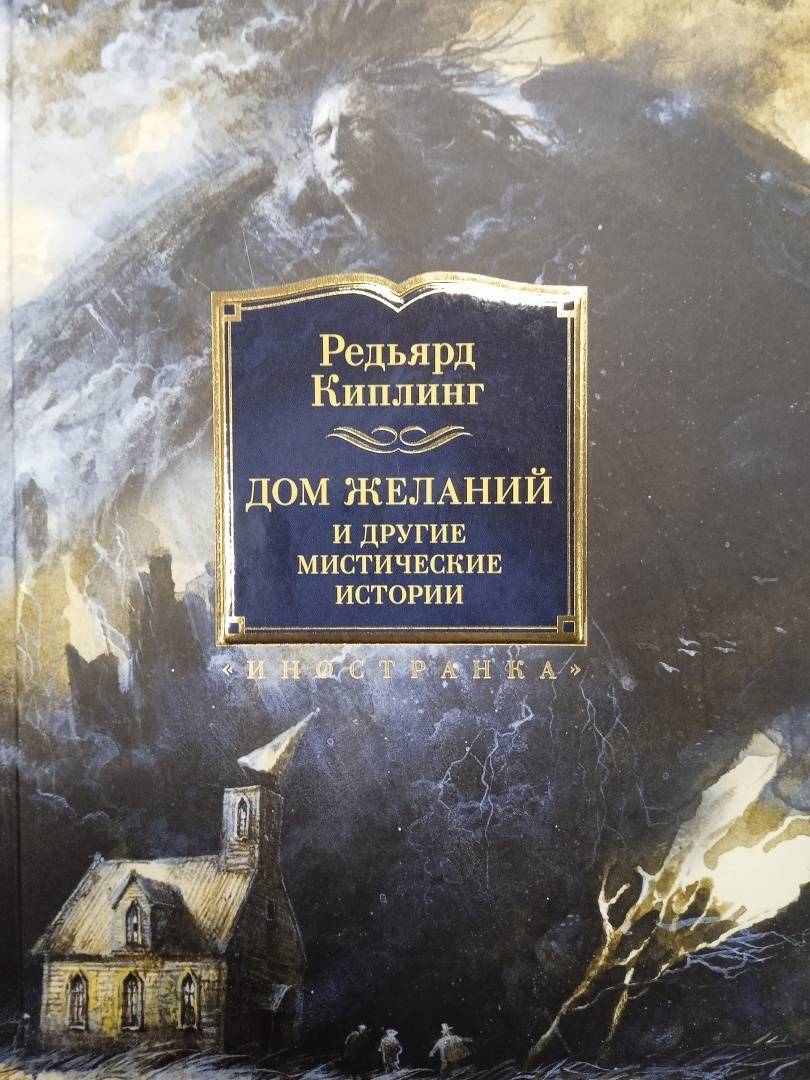 Редьярд
Киплинг
ДОМ ЖЕЛАНИЙ
И ДРУГИЕ
МИСТИЧЕСКИЕ
ИСТОРИИ
«ИНОСТРАНКА»